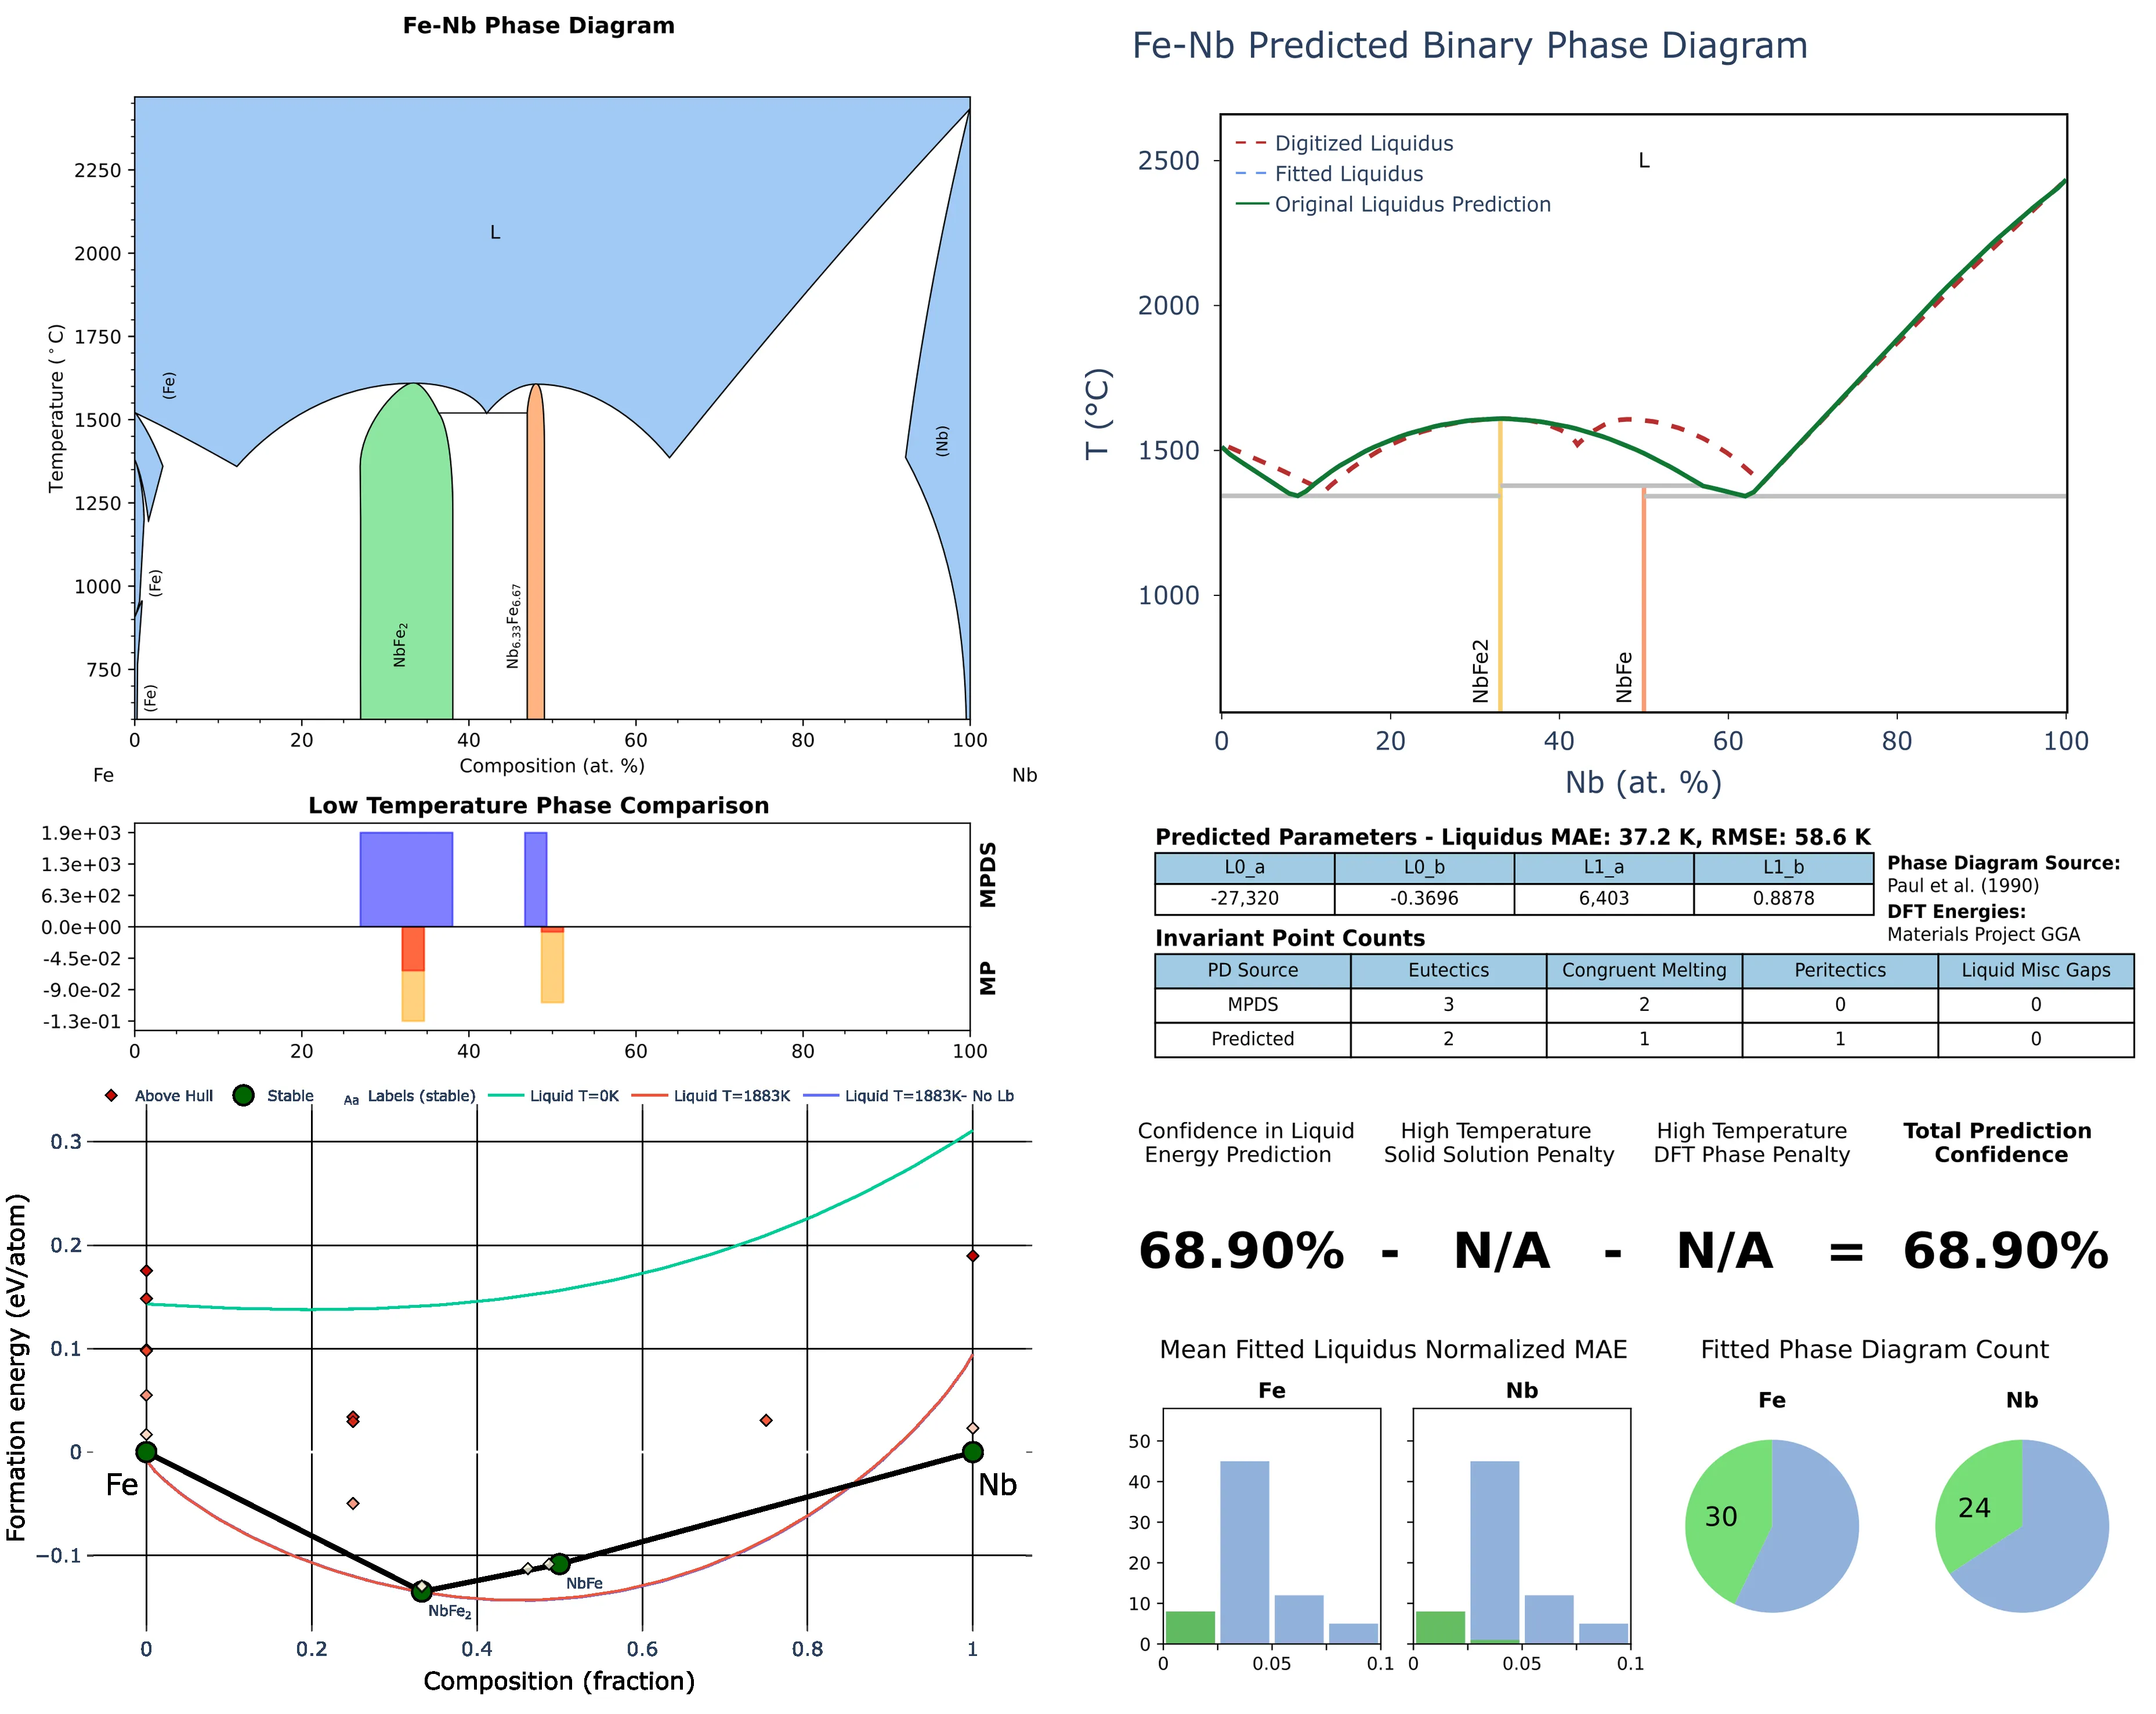 Fe-Nb Phase Diagram
Temperature (°C)
2250
2000
1750
1500
1250
1000
750
L
(Fe)
(Fe)
(Fe)
NbFe2
Nb6.33Fe6.67
(Nb)
0 20 40 60 80 100
Composition (at. %)
Fe Nb
Low Temperature Phase Comparison
1.9e+03
1.3e+03
6.3e+02
0.0e+00
-4.5e-02
-9.0e-02
-1.3e-01
MPDS
MP
0 20 40 60 80 100
Above Hull Stable Aa Labels (stable) Liquid T=0K Liquid T=1883K Liquid T=1883K- No Lb
Formation energy (eV/atom)
0.3
0.2
0.1
0
−0.1
Fe
Nb
NbFe
NbFe2
0 0.2 0.4 0.6 0.8 1
Composition (fraction)
Fe-Nb Predicted Binary Phase Diagram
T (°C)
2500
2000
1500
1000
Digitized Liquidus
Fitted Liquidus
Original Liquidus Prediction
L
NbFe2
NbFe
0 20 40 60 80 100
Nb (at. %)
Predicted Parameters - Liquidus MAE: 37.2 K, RMSE: 58.6 K
L0_a L0_b L1_a L1_b
-27,320 -0.3696 6,403 0.8878
Phase Diagram Source:
Paul et al. (1990)
DFT Energies:
Materials Project GGA
Invariant Point Counts
PD Source Eutectics Congruent Melting Peritectics Liquid Misc Gaps
MPDS 3 2 0 0
Predicted 2 1 1 0
Confidence in Liquid
Energy Prediction
High Temperature
Solid Solution Penalty
High Temperature
DFT Phase Penalty
Total Prediction
Confidence
68.90% - N/A - N/A = 68.90%
Mean Fitted Liquidus Normalized MAE
Fe
Nb
50
40
30
20
10
0
0 0.05 0.1
0 0.05 0.1
Fitted Phase Diagram Count
Fe
Nb
30
24